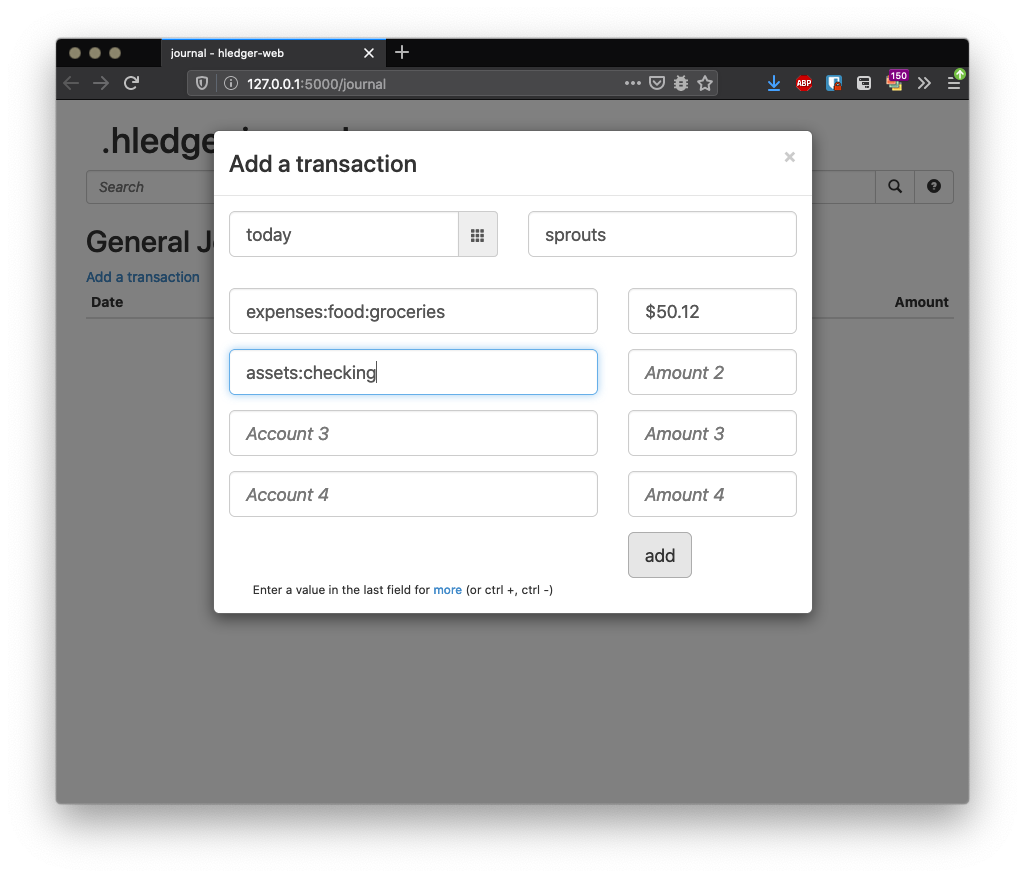 journal - hledger-web
127.0.0.1:5000/journal
ABP
150
.hledge
Add a transaction
Search
today
sprouts
General J
Add a transaction
Date
Amount
expenses:food:groceries
$50.12
assets:checking
Amount 2
Account 3
Amount 3
Account 4
Amount 4
add
Enter a value in the last field for more (or ctrl +, ctrl -)